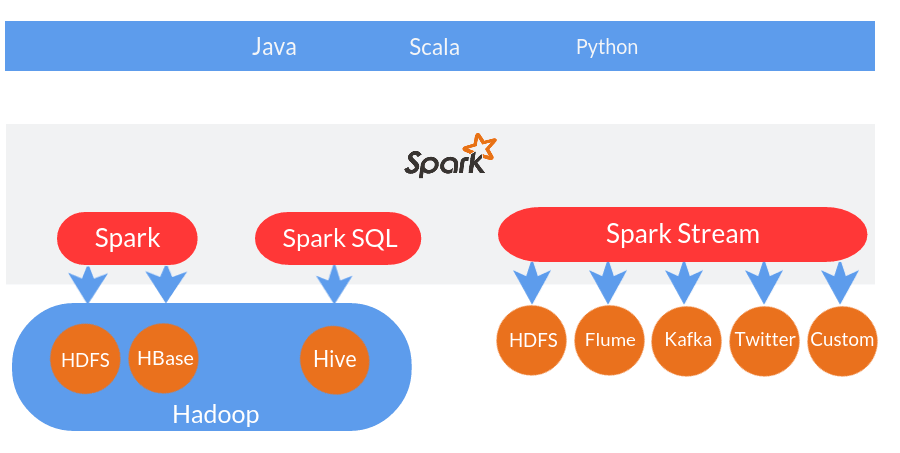 Java Scala Python
Spark
Spark Spark SQL Spark Stream
HDFS HBase Hive HDFS Flume Kafka Twitter Custom
Hadoop